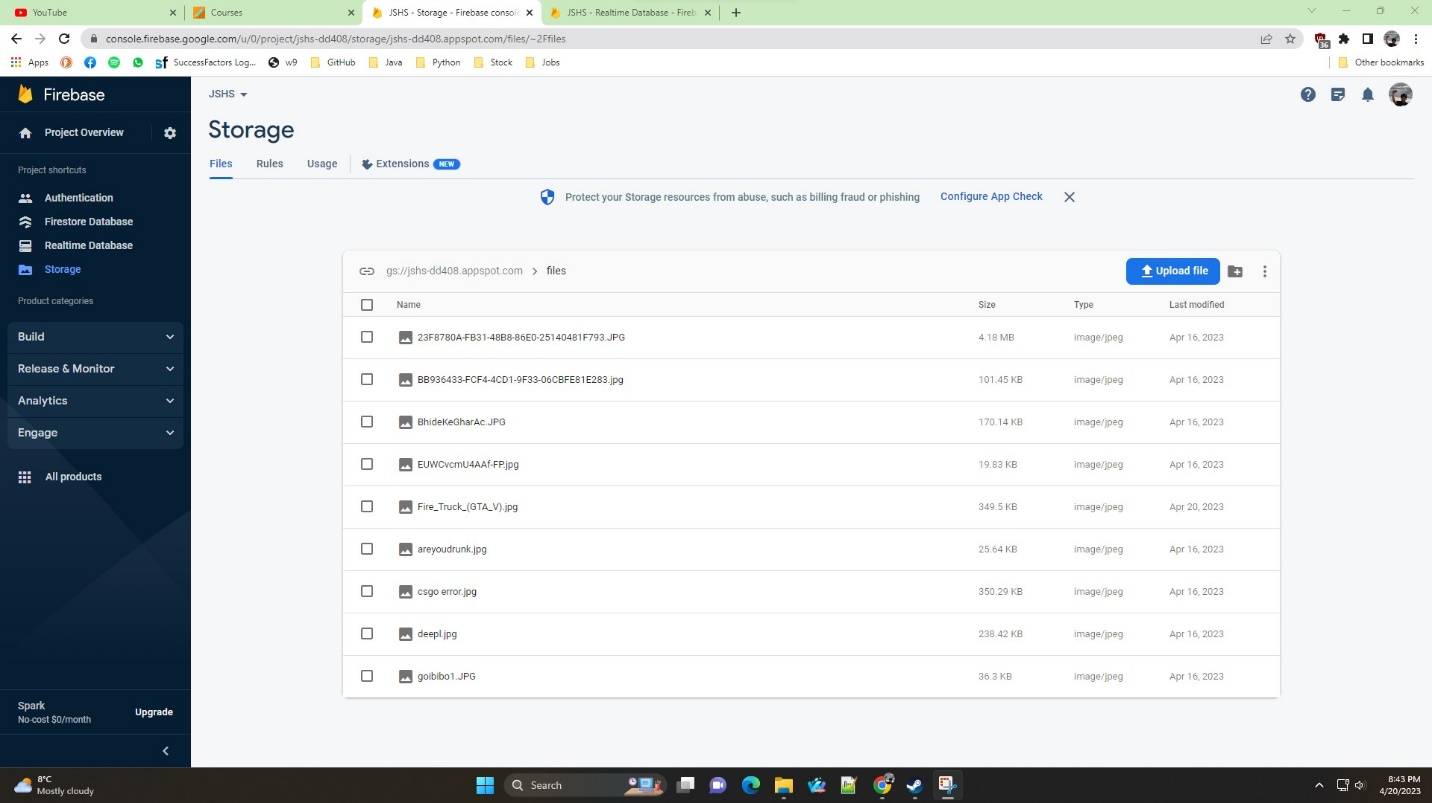 YouTube
Courses
JSHS - Storage - Firebase console
JSHS - Realtime Database - Fireb
console.firebase.google.com/u/0/project/jshs-dd408/storage/jshs-dd408.appspot.com/files/~2Ffiles
36
Apps
SuccessFactors Log...
w9
GitHub
Java
Python
Stock
Jobs
Other bookmarks
Firebase
JSHS
Project Overview
Storage
Files
Rules
Usage
Extensions
NEW
Project shortcuts
Authentication
Firestore Database
Realtime Database
Storage
Product categories
Build
Release & Monitor
Analytics
Engage
All products
Spark
No-cost $0/month
Upgrade
Protect your Storage resources from abuse, such as billing fraud or phishing
Configure App Check
gs://jshs-dd408.appspot.com > files
Upload file
Name Size Type Last modified
23F8780A-FB31-48B8-86E0-25140481F793.JPG 4.18 MB image/jpeg Apr 16, 2023
BB936433-FCF4-4CD1-9F33-06CBFE81E283.jpg 101.45 KB image/jpeg Apr 16, 2023
BhideKeGharAc.JPG 170.14 KB image/jpeg Apr 16, 2023
EUWCvcmU4AAf-FP.jpg 19.83 KB image/jpeg Apr 16, 2023
Fire_Truck_(GTA_V).jpg 349.5 KB image/jpeg Apr 20, 2023
areyoudrunk.jpg 25.64 KB image/jpeg Apr 16, 2023
csgo error.jpg 350.29 KB image/jpeg Apr 16, 2023
deepl.jpg 238.42 KB image/jpeg Apr 16, 2023
goibibo1.JPG 36.3 KB image/jpeg Apr 16, 2023
8°C
Mostly cloudy
Search
8:43 PM
4/20/2023